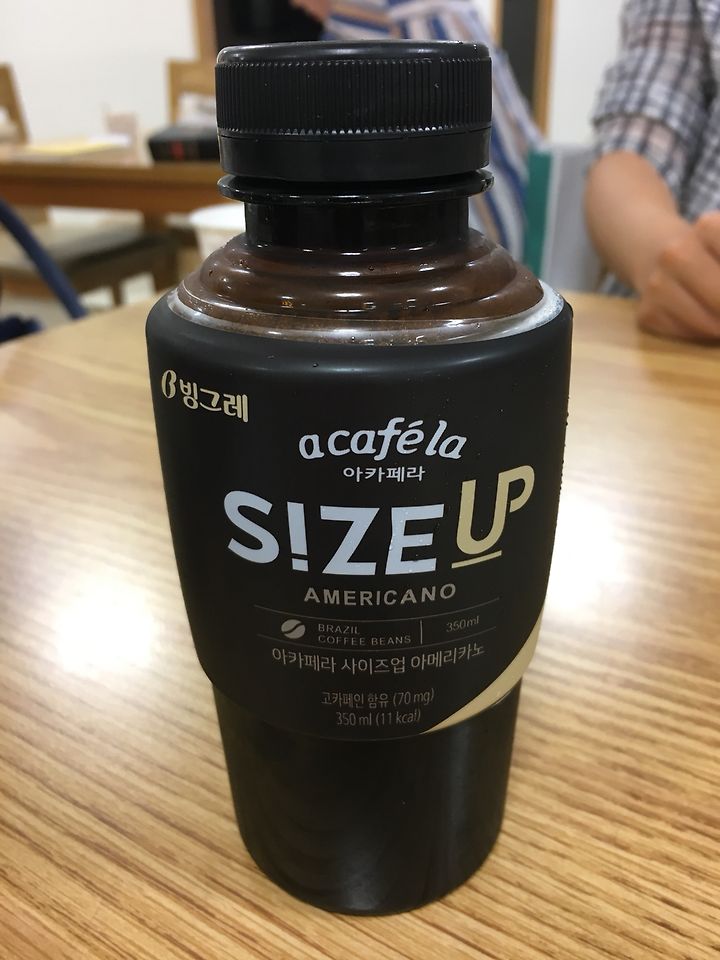 빙그레
acaféla
아카페라
S!ZE UP
AMERICANO
BRAZIL
COFFEE BEANS
350ml
아카페라 사이즈업 아메리카노
고카페인 함유 (70 mg)
350 ml (11 kcal)